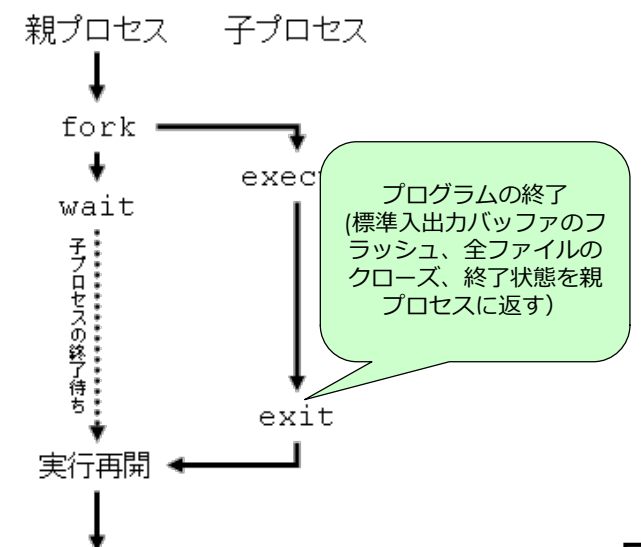 親プロセス 子プロセス
fork
exec
wait
プログラムの終了
(標準入出力バッファのフ
ラッシュ、全ファイルの
クローズ、終了状態を親
プロセスに返す）
子プロセスの終了待ち
exit
実行再開